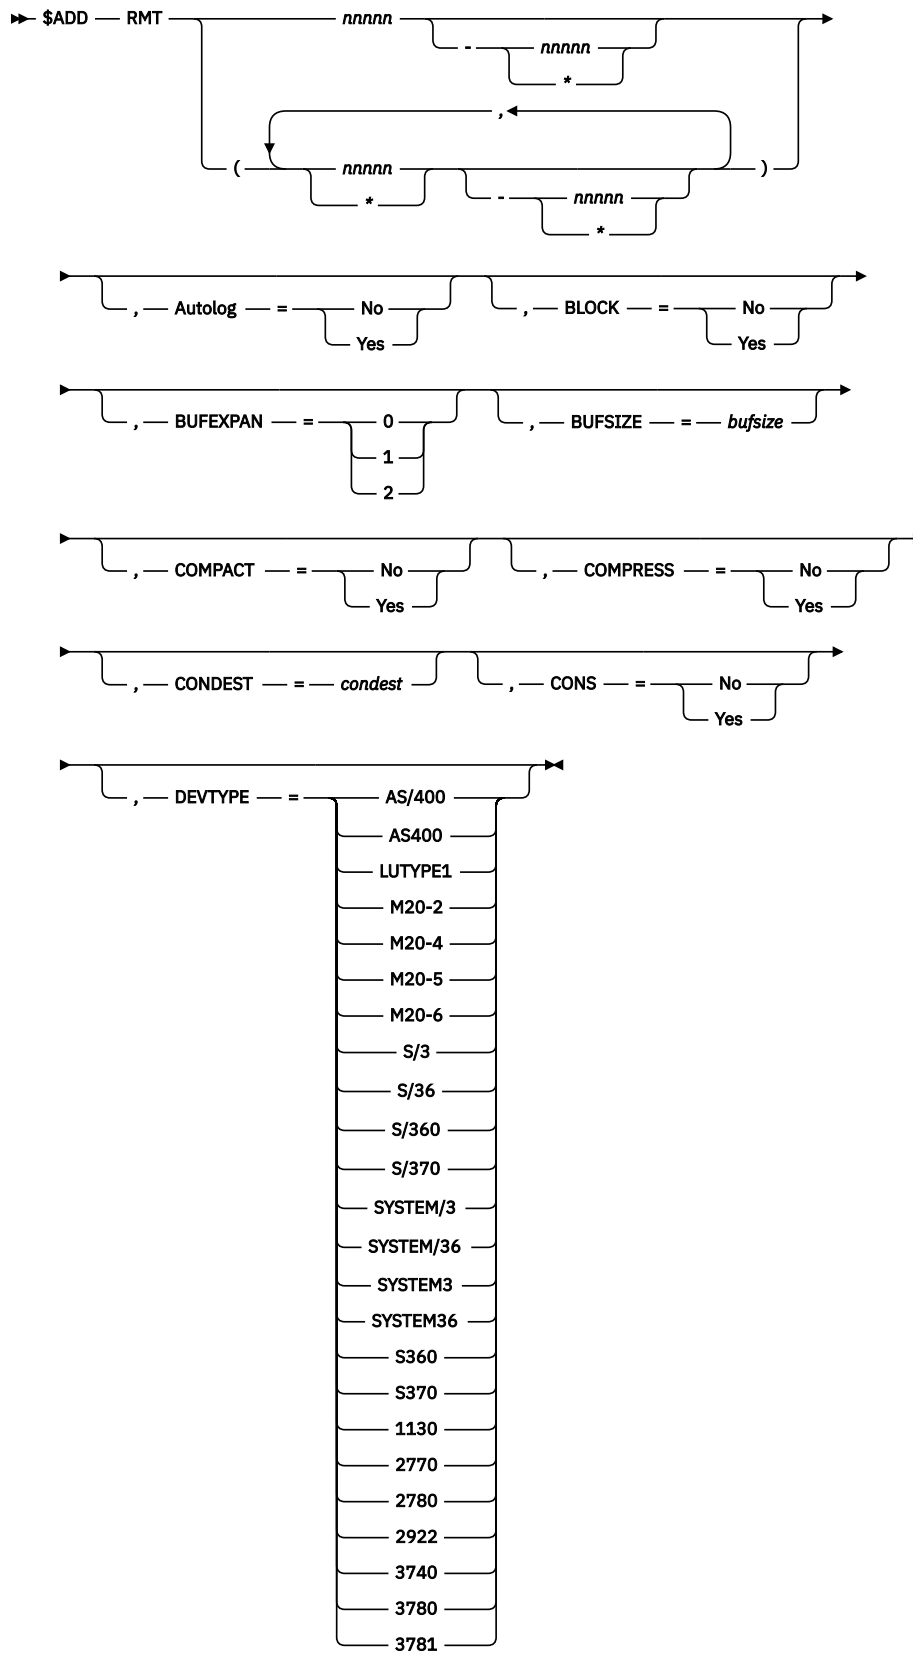 $ADD RMT nnnnn
- nnnnn
*
,
( nnnnn )
* - nnnnn
*
, Autolog = No , BLOCK = No
Yes Yes
, BUFEXPAN = 0 , BUFSIZE = bufsize
1
2
, COMPACT = No , COMPRESS = No
Yes Yes
, CONDEST = condest , CONS = No
Yes
, DEVTYPE = AS/400
AS400
LUTYPE1
M20-2
M20-4
M20-5
M20-6
S/3
S/36
S/360
S/370
SYSTEM/3
SYSTEM/36
SYSTEM3
SYSTEM36
S360
S370
1130
2770
2780
2922
3740
3780
3781